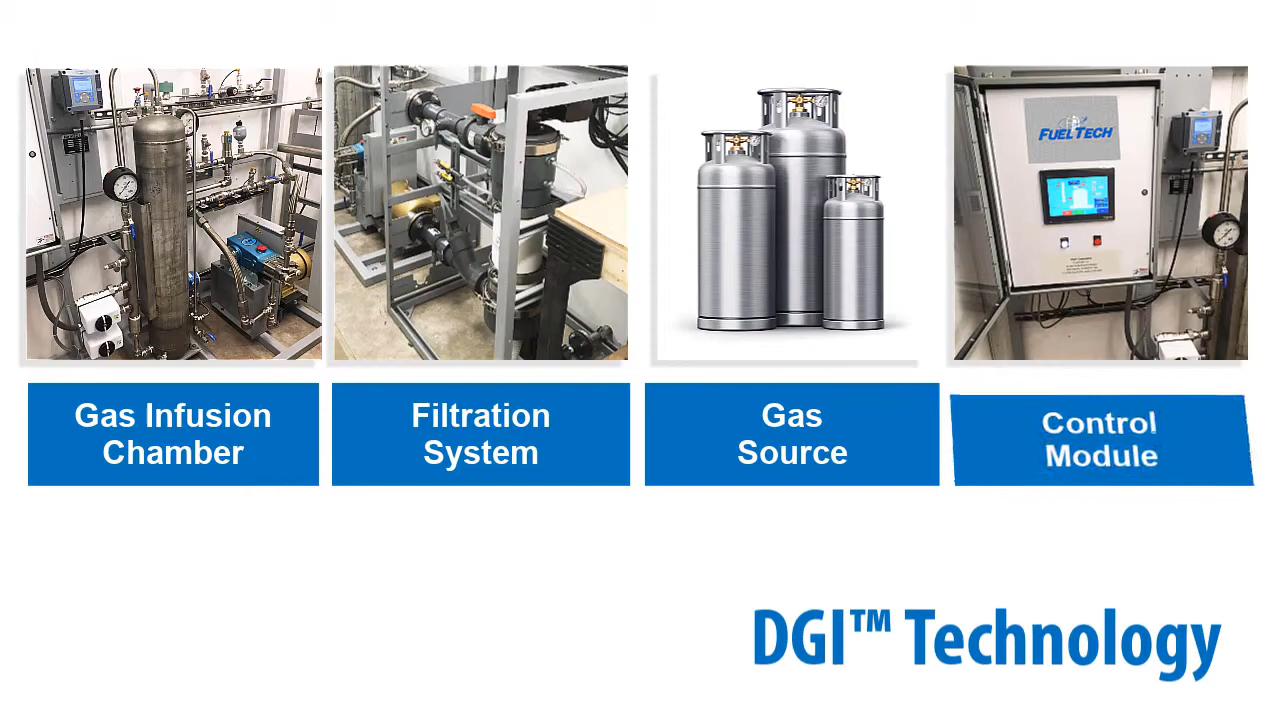 FUEL TECH
Gas Infusion
Chamber
Filtration
System
Gas
Source
Control
Module
DGI™ Technology